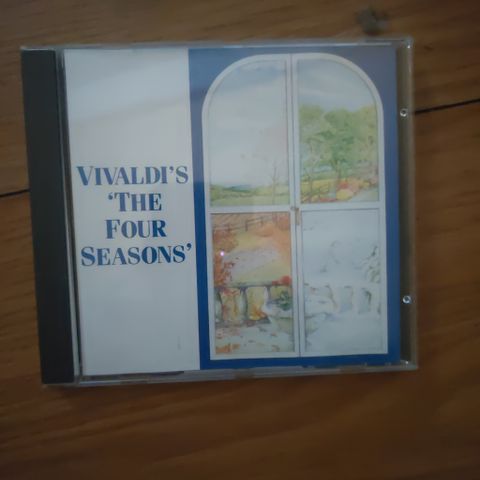 VIVALDI'S
'THE
FOUR
SEASONS'